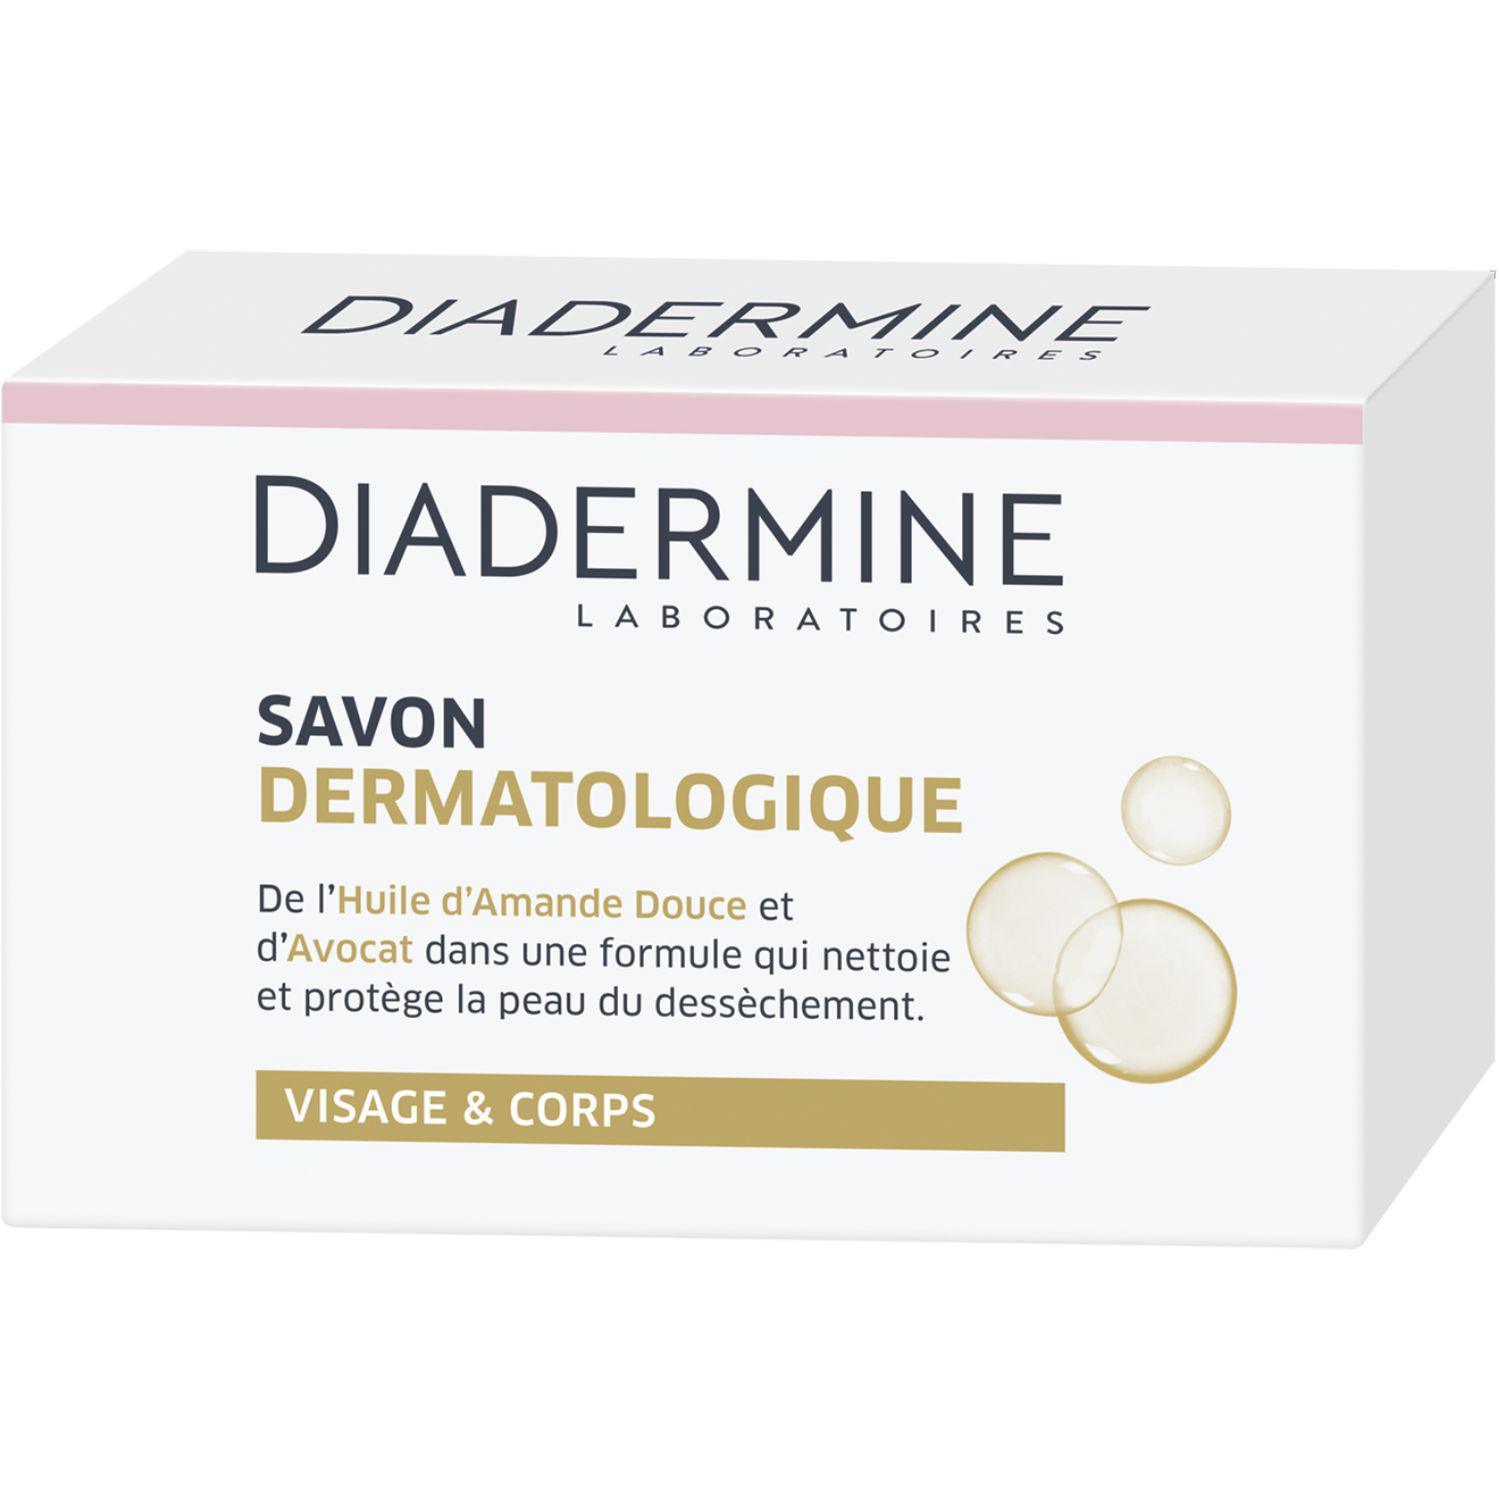 DIADERMINE
LABORATOIRES
DIADERMINE
LABORATOIRES
SAVON
DERMATOLOGIQUE
De l'Huile d'Amande Douce et
d'Avocat dans une formule qui nettoie
et protège la peau du dessèchement.
VISAGE & CORPS